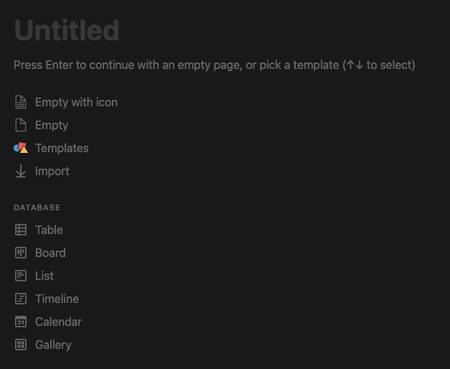 Untitled
Press Enter to continue with an empty page, or pick a template (↑↓ to select)
Empty with icon
Empty
Templates
Import
DATABASE
Table
Board
List
Timeline
31 Calendar
Gallery